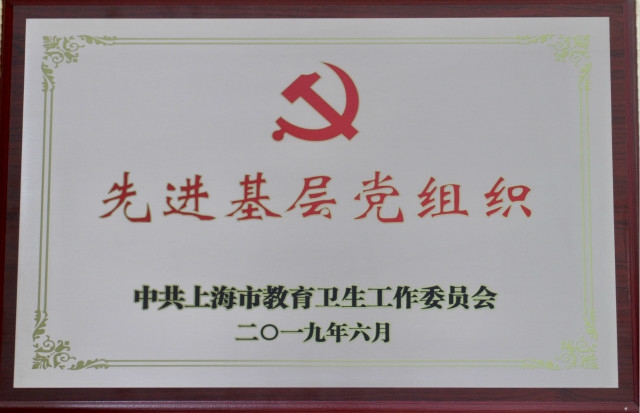 先进基层党组织
中共上海市教育卫生工作委员会
二〇一九年六月